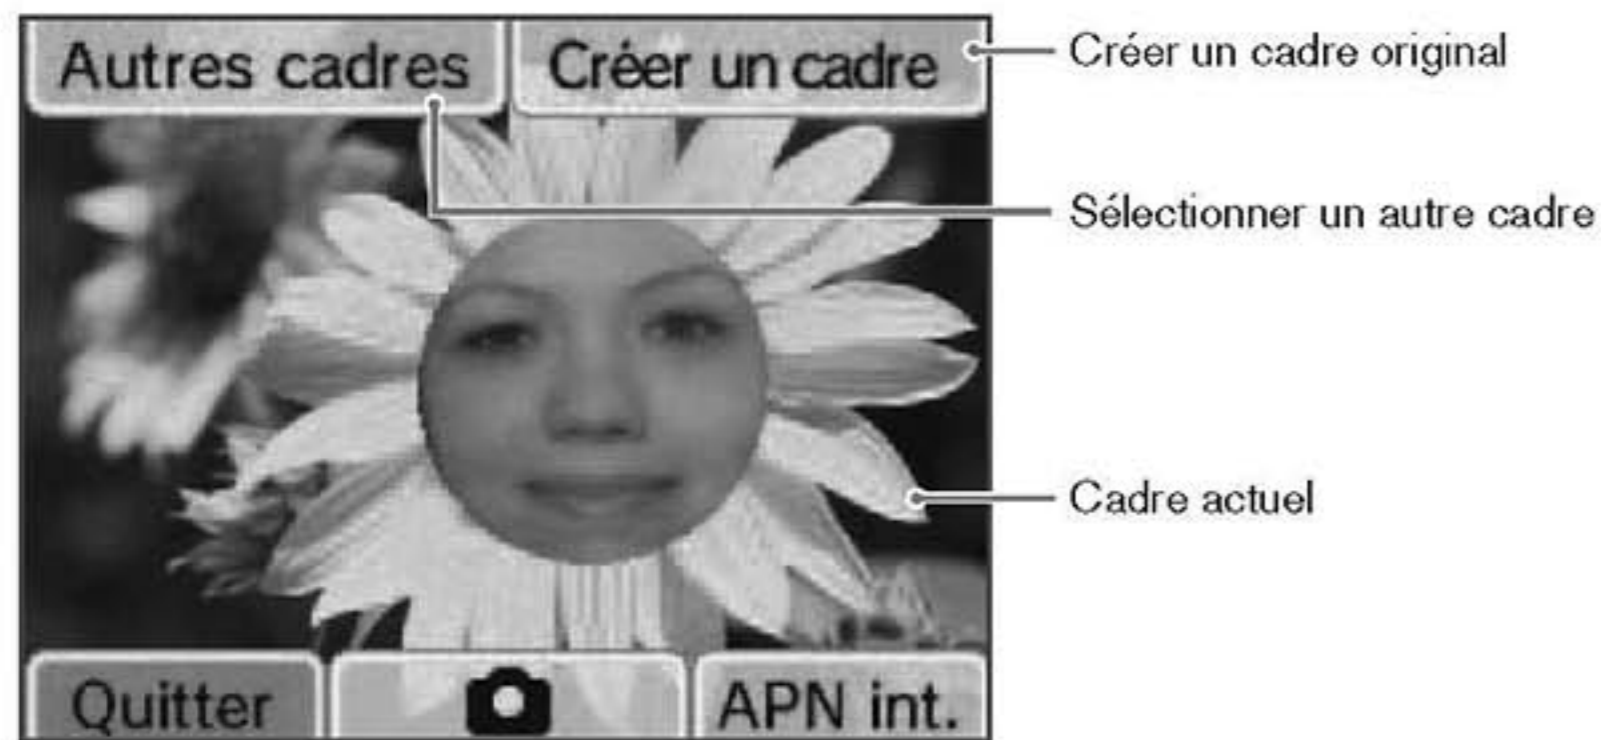 Autres cadres
Créer un cadre
Créer un cadre original
Sélectionner un autre cadre
Cadre actuel
Quitter
APN int.